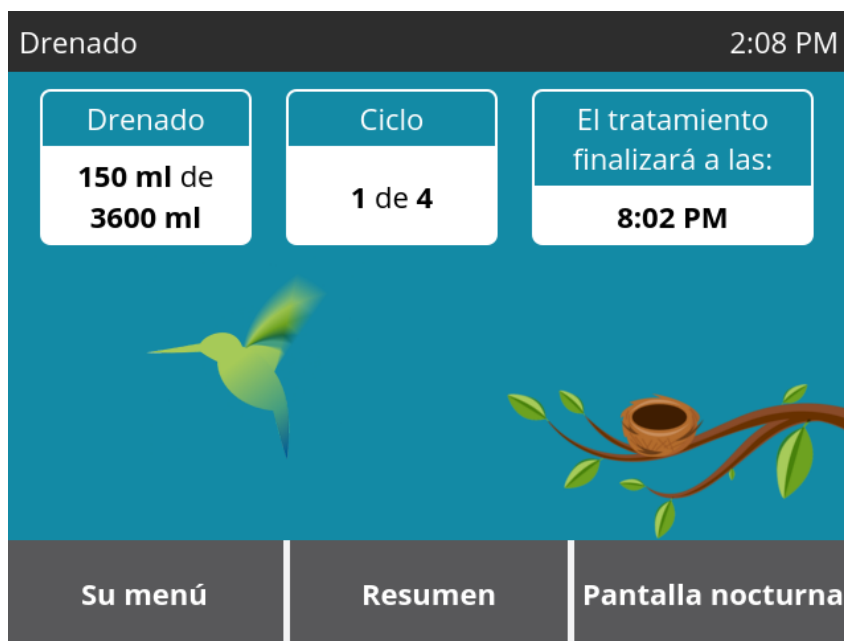 Drenado
2:08 PM
Drenado
150 ml de
3600 ml
Ciclo
1 de 4
El tratamiento
finalizará a las:
8:02 PM
Su menú
Resumen
Pantalla nocturna